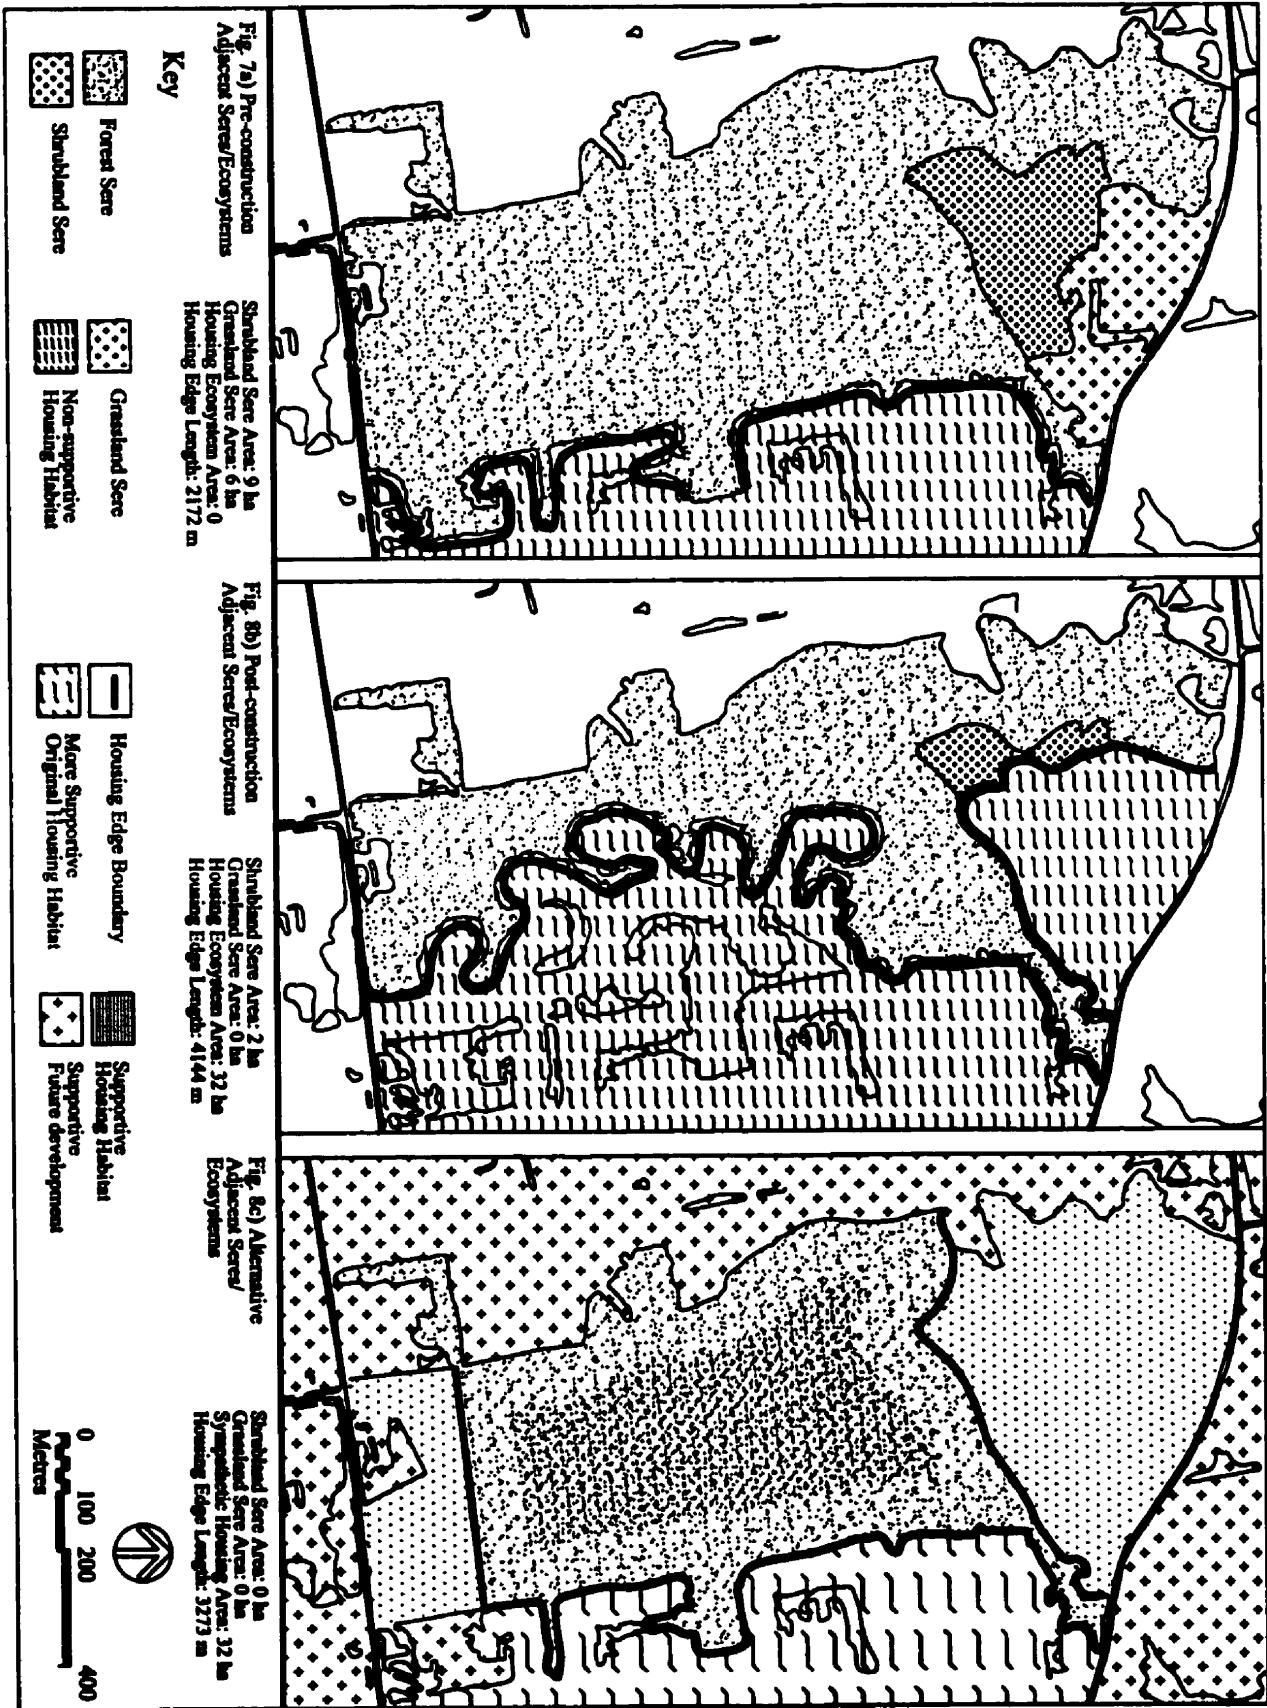 Fig. 7a) Pre-construction
Adjacent Seres/Ecosystems
Shrubland Sere Area: 9 ha
Grassland Sere Area: 6 ha
Housing Ecosystem Area: 0
Housing Edge Length: 2172 m
Fig. 8b) Post-construction
Adjacent Seres/Ecosystems
Shrubland Sere Area: 2 ha
Grassland Sere Area: 0 ha
Housing Ecosystem Area: 32 ha
Housing Edge Length: 4144 m
Fig. 8c) Alternative
Adjacent Seres/
Ecosystems
Shrubland Sere Area: 0 ha
Grassland Sere Area: 0 ha
Sympathetic Housing Area: 32 ha
Housing Edge Length: 3273 m
Key
Forest Sere
Shrubland Sere
Grassland Sere
Non-supportive
Housing Habitat
Housing Edge Boundary
More Supportive
Original Housing Habitat
Supportive
Housing Habitat
Supportive
Future development
0 100 200 400
Metres